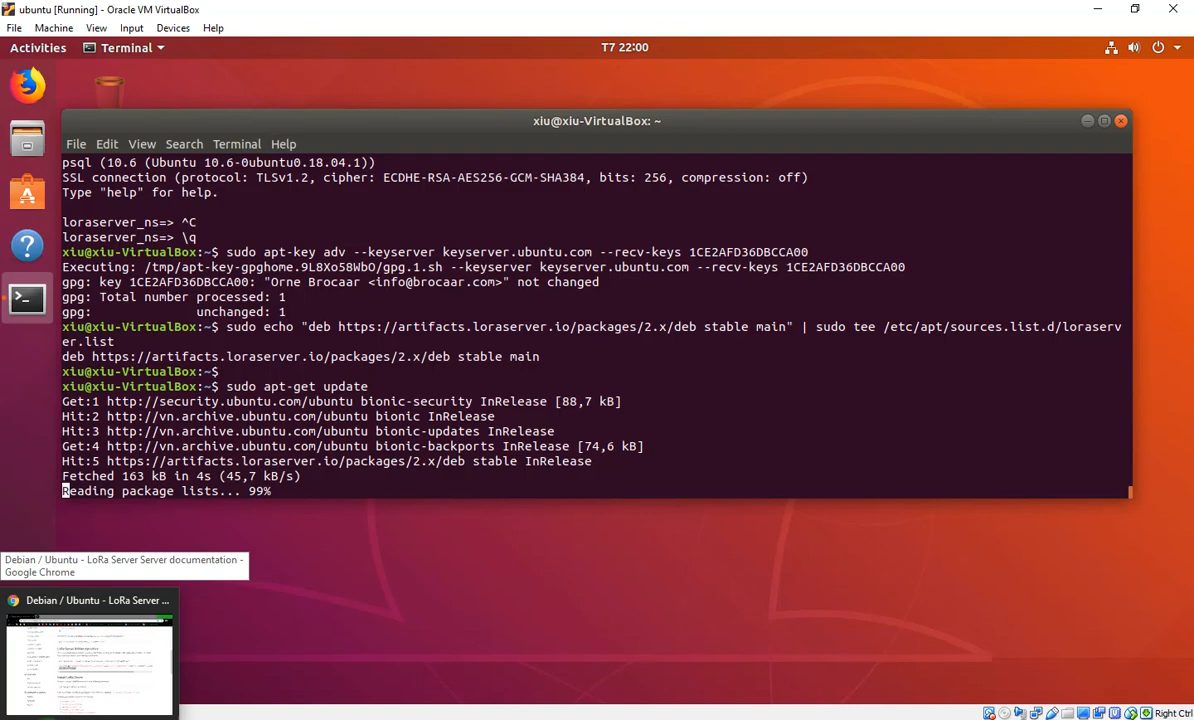 ubuntu [Running] - Oracle VM VirtualBox
File Machine View Input Devices Help
Activities Terminal T7 22:00
xiu@xiu-VirtualBox: ~
File Edit View Search Terminal Help
psql (10.6 (Ubuntu 10.6-0ubuntu0.18.04.1))
SSL connection (protocol: TLSv1.2, cipher: ECDHE-RSA-AES256-GCM-SHA384, bits: 256, compression: off)
Type "help" for help.
loraserver_ns=> ^C
loraserver_ns=> \q
xiu@xiu-VirtualBox:~$ sudo apt-key adv --keyserver keyserver.ubuntu.com --recv-keys 1CE2AFD36DBCCA00
Executing: /tmp/apt-key-gpghome.9L8Xo58WbO/gpg.1.sh --keyserver keyserver.ubuntu.com --recv-keys 1CE2AFD36DBCCA00
gpg: key 1CE2AFD36DBCCA00: "Orne Brocaar <info@brocaar.com>" not changed
gpg: Total number processed: 1
gpg: unchanged: 1
xiu@xiu-VirtualBox:~$ sudo echo "deb https://artifacts.loraserver.io/packages/2.x/deb stable main" | sudo tee /etc/apt/sources.list.d/loraserv
er.list
deb https://artifacts.loraserver.io/packages/2.x/deb stable main
xiu@xiu-VirtualBox:~$
xiu@xiu-VirtualBox:~$ sudo apt-get update
Get:1 http://security.ubuntu.com/ubuntu bionic-security InRelease [88,7 kB]
Hit:2 http://vn.archive.ubuntu.com/ubuntu bionic InRelease
Hit:3 http://vn.archive.ubuntu.com/ubuntu bionic-updates InRelease
Get:4 http://vn.archive.ubuntu.com/ubuntu bionic-backports InRelease [74,6 kB]
Hit:5 https://artifacts.loraserver.io/packages/2.x/deb stable InRelease
Fetched 163 kB in 4s (45,7 kB/s)
Reading package lists... 99%
Debian / Ubuntu - LoRa Server Server documentation -
Google Chrome
Debian / Ubuntu - LoRa Server ...
Right Ctrl